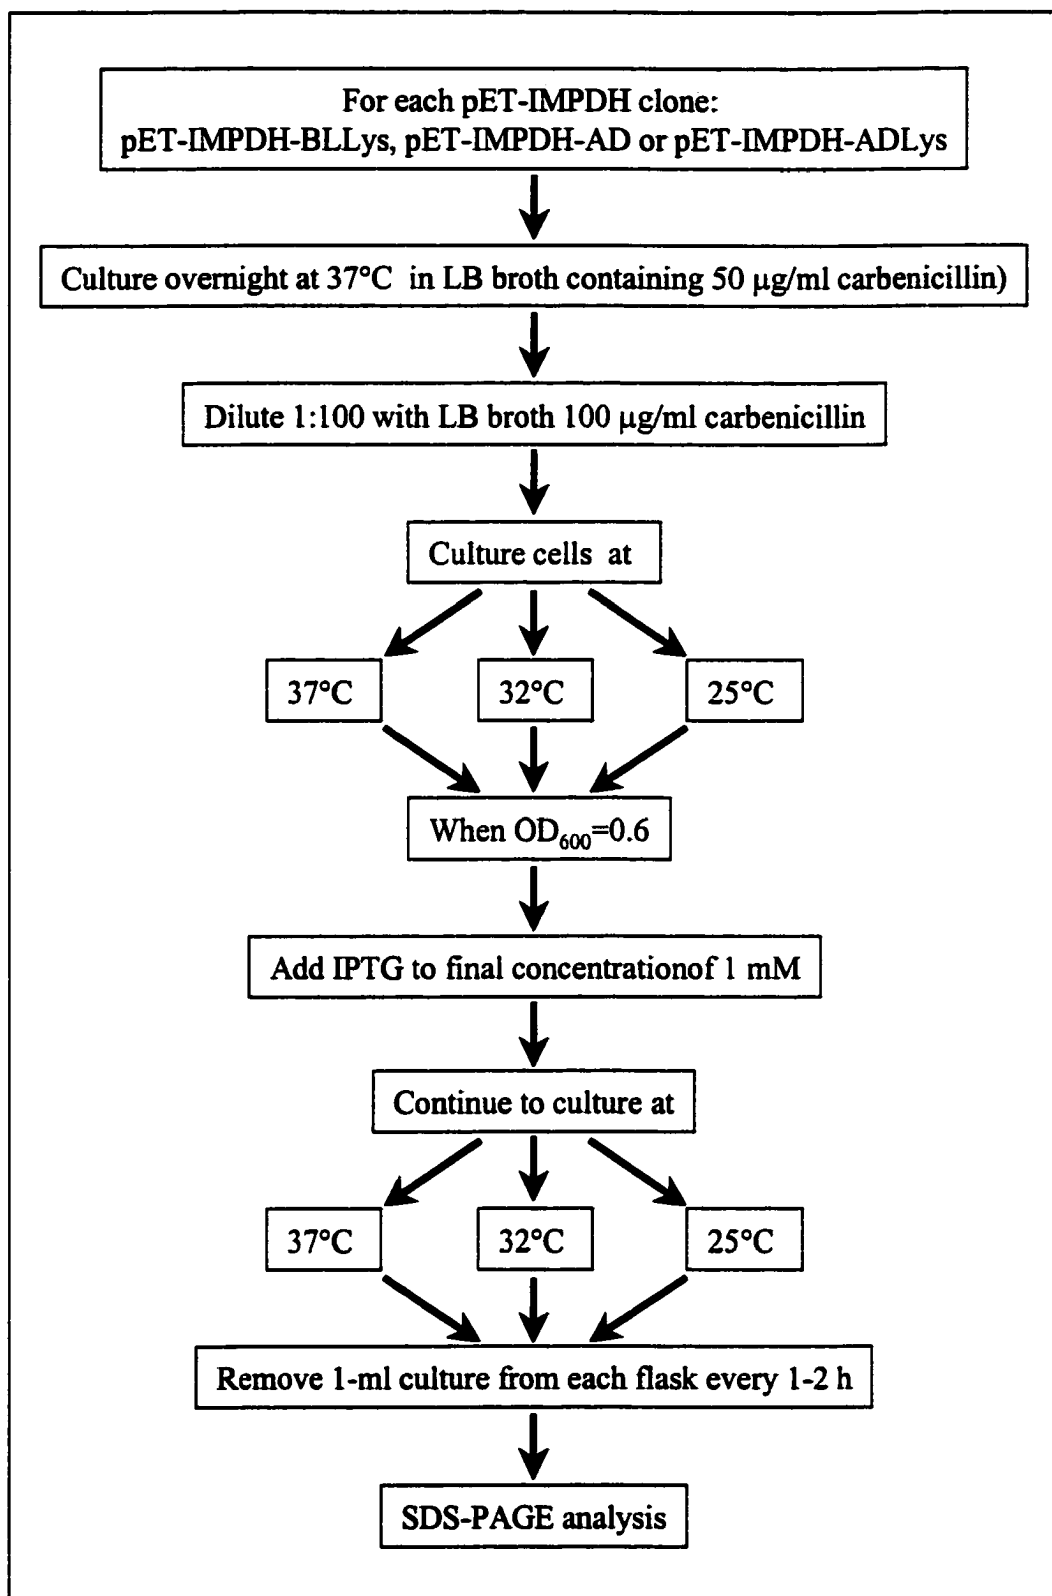 For each pET-IMPDH clone:
pET-IMPDH-BLLys, pET-IMPDH-AD or pET-IMPDH-ADLys
Culture overnight at 37°C in LB broth containing 50 µg/ml carbenicillin)
Dilute 1:100 with LB broth 100 µg/ml carbenicillin
Culture cells at
37°C 32°C 25°C
When OD₆₀₀=0.6
Add IPTG to final concentrationof 1 mM
Continue to culture at
37°C 32°C 25°C
Remove 1-ml culture from each flask every 1-2 h
SDS-PAGE analysis